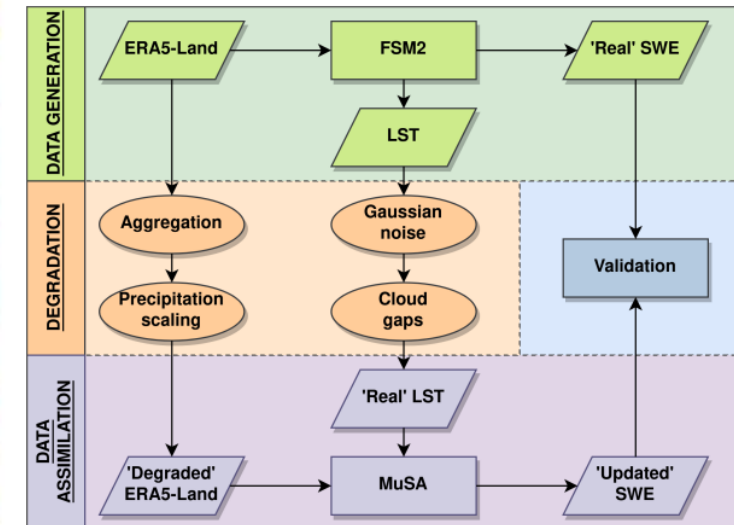 DATA GENERATION
ERA5-Land
FSM2
'Real' SWE
LST
DEGRADATION
Aggregation
Gaussian
noise
Precipitation
scaling
Cloud
gaps
Validation
DATA
ASSIMILATION
'Real' LST
'Degraded'
ERA5-Land
MuSA
'Updated'
SWE